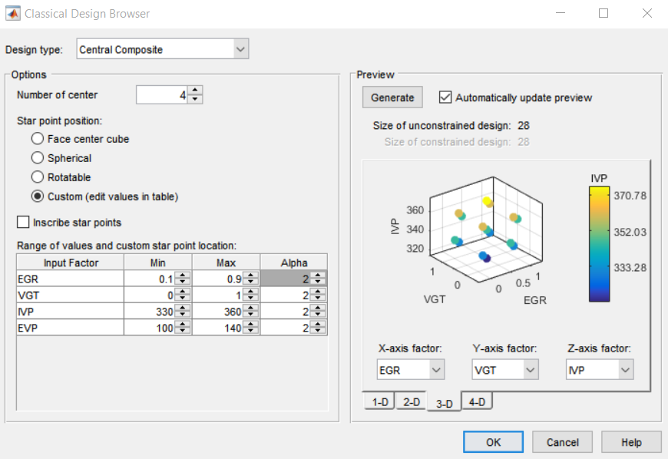 Classical Design Browser
Design type: Central Composite
Options
Number of center 4
Star point position:
Face center cube
Spherical
Rotatable
Custom (edit values in table)
Inscribe star points
Range of values and custom star point location:
Input Factor Min Max Alpha
EGR 0.1 0.9 2
VGT 0 1 2
IVP 330 360 2
EVP 100 140 2
Preview
Generate Automatically update preview
Size of unconstrained design: 28
Size of constrained design: 28
IVP
370.78
352.03
333.28
360
340
320
IVP
1
0
VGT
0
0.5
1
EGR
X-axis factor: Y-axis factor: Z-axis factor:
EGR VGT IVP
1-D 2-D 3-D 4-D
OK Cancel Help